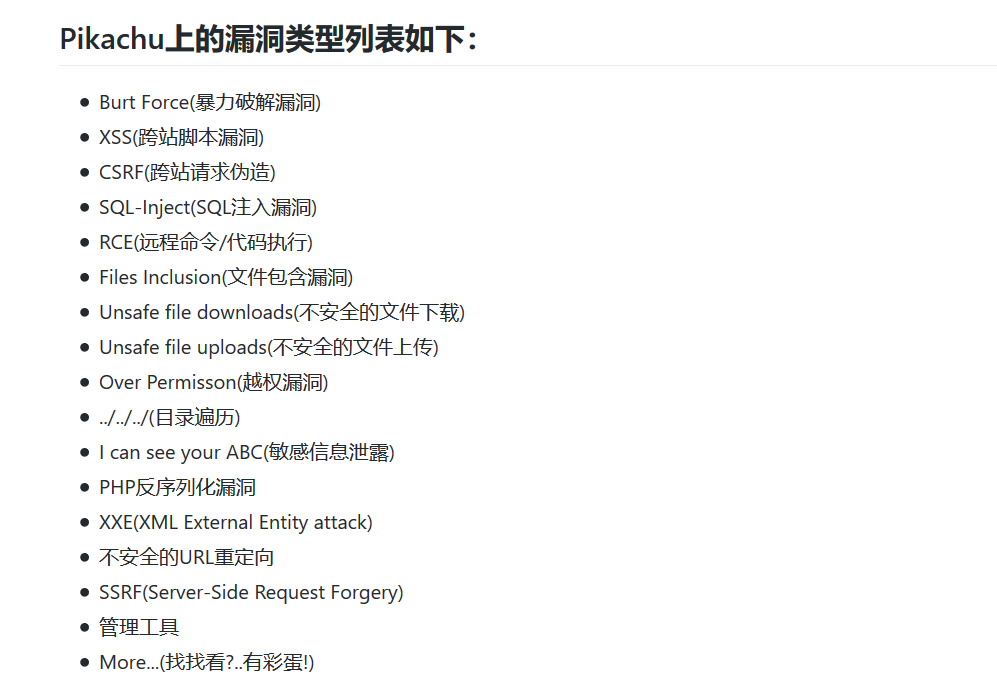 Pikachu上的漏洞类型列表如下：
Burt Force(暴力破解漏洞)
XSS(跨站脚本漏洞)
CSRF(跨站请求伪造)
SQL-Inject(SQL注入漏洞)
RCE(远程命令/代码执行)
Files Inclusion(文件包含漏洞)
Unsafe file downloads(不安全的文件下载)
Unsafe file uploads(不安全的文件上传)
Over Permisson(越权漏洞)
../../../(目录遍历)
I can see your ABC(敏感信息泄露)
PHP反序列化漏洞
XXE(XML External Entity attack)
不安全的URL重定向
SSRF(Server-Side Request Forgery)
管理工具
More...(找找看?..有彩蛋!)